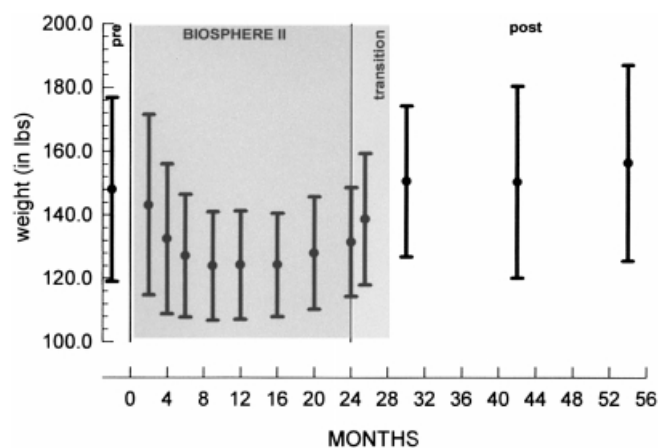 200.0
180.0
160.0
140.0
120.0
100.0
weight (in lbs)
pre
BIOSPHERE II
transition
post
0 4 8 12 16 20 24 28 32 36 40 44 48 52 56
MONTHS